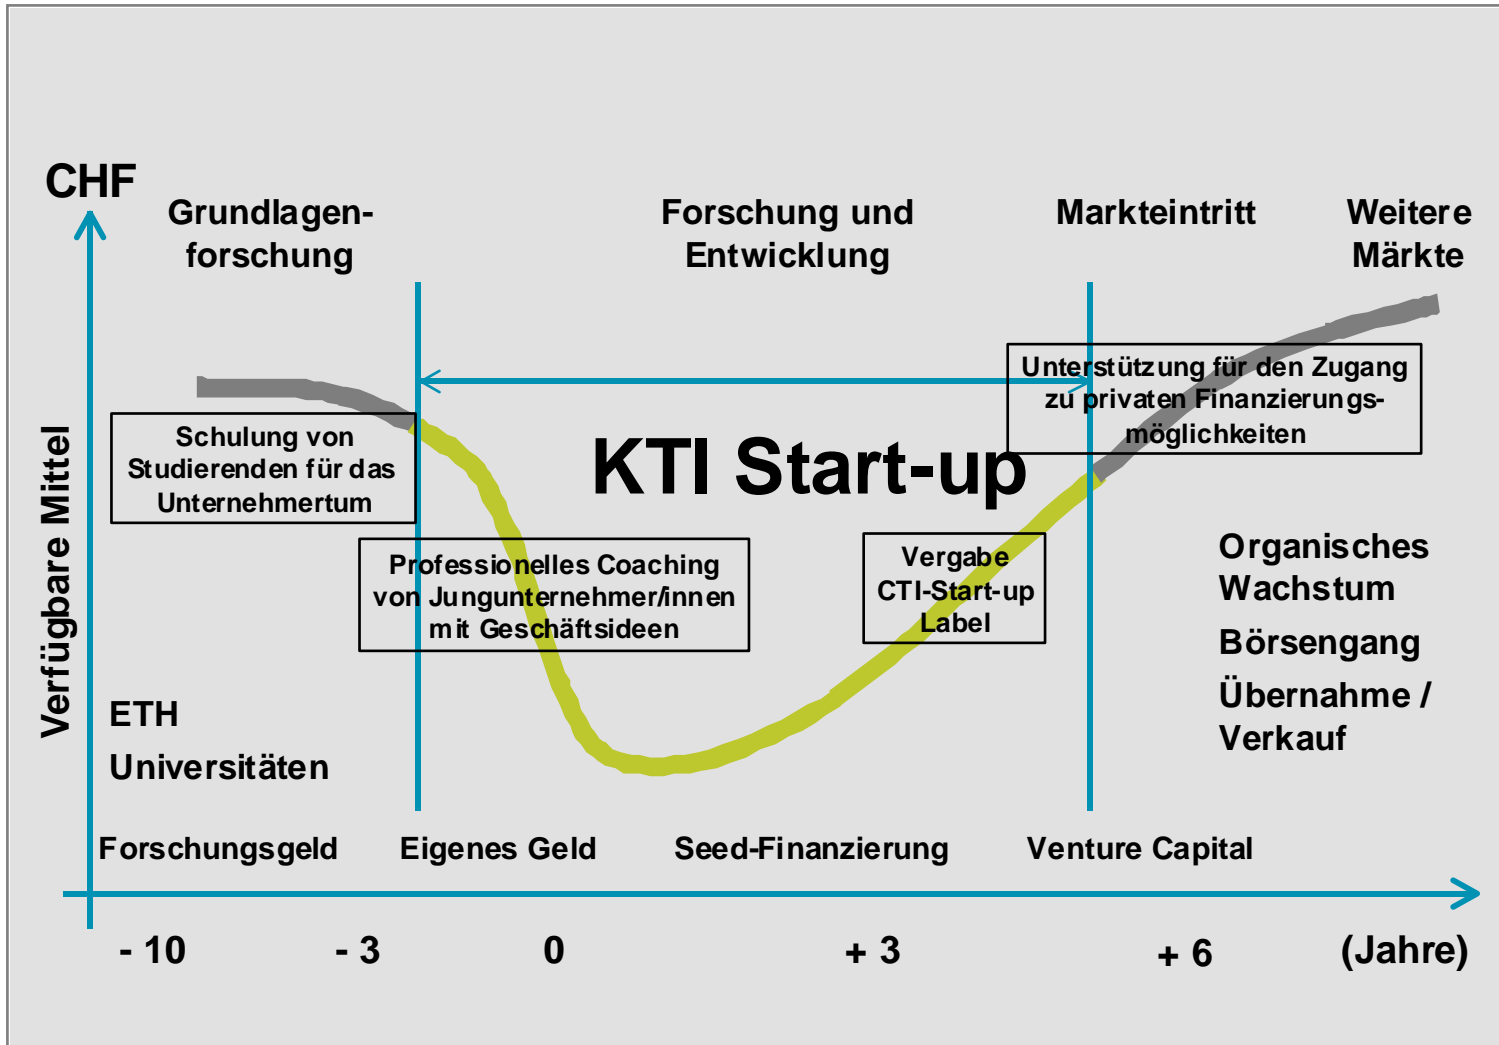 CHF
Grundlagen-
forschung
Forschung und
Entwicklung
Markteintritt
Weitere
Märkte
Verfügbare Mittel
Schulung von
Studierenden für das
Unternehmertum
KTI Start-up
Unterstützung für den Zugang
zu privaten Finanzierungs-
möglichkeiten
Professionelles Coaching
von Jungunternehmer/innen
mit Geschäftsideen
Vergabe
CTI-Start-up
Label
Organisches
Wachstum
Börsengang
Übernahme /
Verkauf
ETH
Universitäten
Forschungsgeld
Eigenes Geld
Seed-Finanzierung
Venture Capital
- 10
- 3
0
+ 3
+ 6
(Jahre)